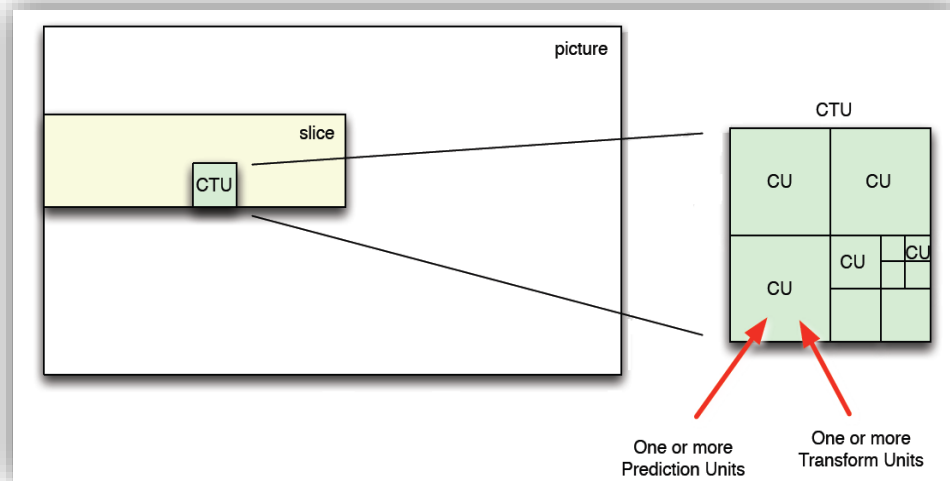 picture
slice
CTU
CTU
CU
CU
CU
CU
CU
One or more
Prediction Units
One or more
Transform Units